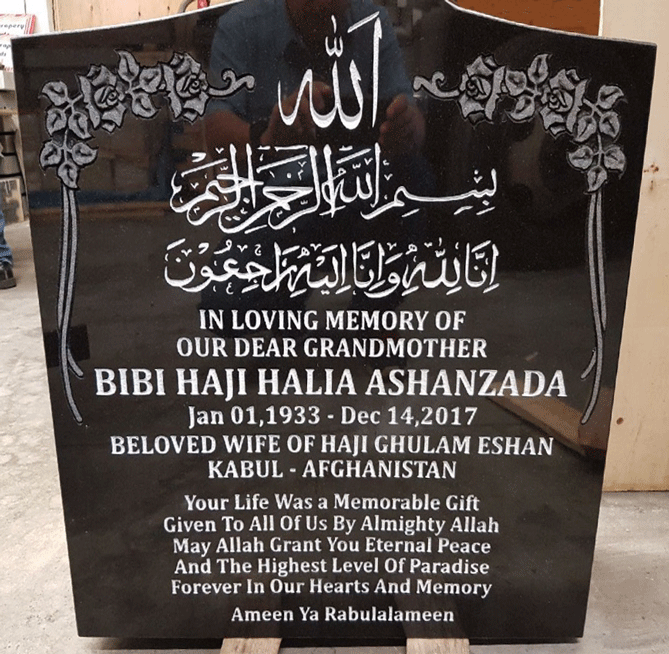 الله
بسم الله الرحمن الرحيم
انا لله وانا اليه راجعون
IN LOVING MEMORY OF
OUR DEAR GRANDMOTHER
BIBI HAJI HALIA ASHANZADA
Jan 01,1933 - Dec 14,2017
BELOVED WIFE OF HAJI GHULAM ESHAN
KABUL - AFGHANISTAN
Your Life Was a Memorable Gift
Given To All Of Us By Almighty Allah
May Allah Grant You Eternal Peace
And The Highest Level Of Paradise
Forever In Our Hearts And Memory
Ameen Ya Rabulalameen